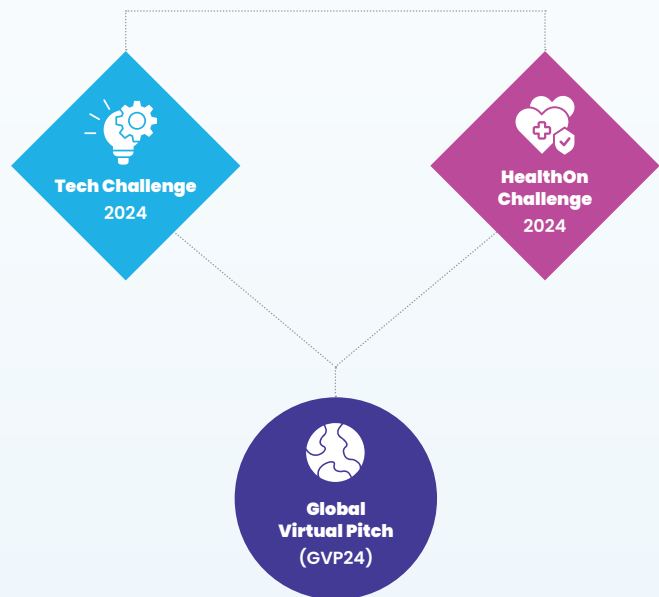 Tech Challenge
2024
HealthOn
Challenge
2024
Global
Virtual Pitch
(GVP24)